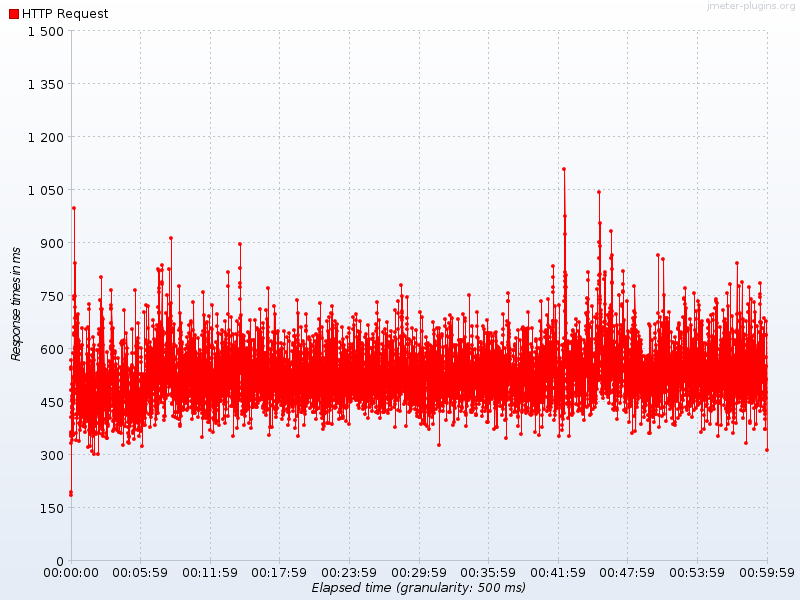 HTTP Request
jmeter-plugins.org
1 500
1 350
1 200
1 050
900
750
600
450
300
150
0
Response times in ms
00:00:00 00:05:59 00:11:59 00:17:59 00:23:59 00:29:59 00:35:59 00:41:59 00:47:59 00:53:59 00:59:59
Elapsed time (granularity: 500 ms)